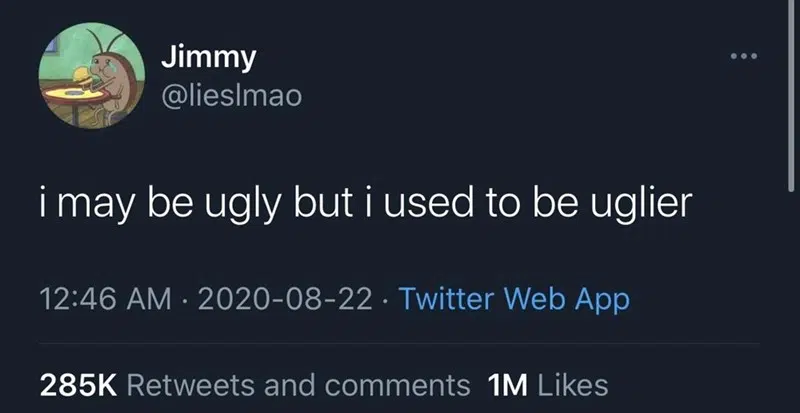 Jimmy
@lieslmao
i may be ugly but i used to be uglier
12:46 AM · 2020-08-22 · Twitter Web App
285K Retweets and comments 1M Likes